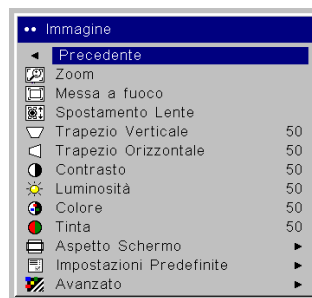 •• Immagine
◄ Precedente
Zoom
Messa a fuoco
Spostamento Lente
Trapezio Verticale 50
Trapezio Orizzontale 50
Contrasto 50
Luminosità 50
Colore 50
Tinta 50
Aspetto Schermo ►
Impostazioni Predefinite ►
Avanzato ►